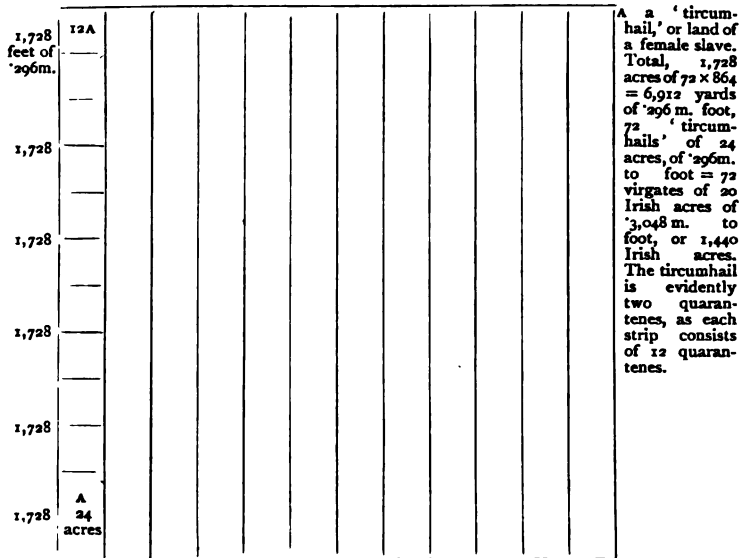 1,728
feet of
·296m.
12A
1,728
1,728
1,728
1,728
1,728
A
24
acres
A a ‘tircum-
hail,’ or land of
a female slave.
Total, 1,728
acres of 72 × 864
= 6,912 yards
of ·296 m. foot,
72 ‘tircum-
hails’ of 24
acres, of ·296m.
to foot = 72
virgates of 20
Irish acres of
·3,048 m. to
foot, or 1,440
Irish acres.
The tircumhail
is evidently
two quaran-
tenes, as each
strip consists
of 12 quaran-
tenes.